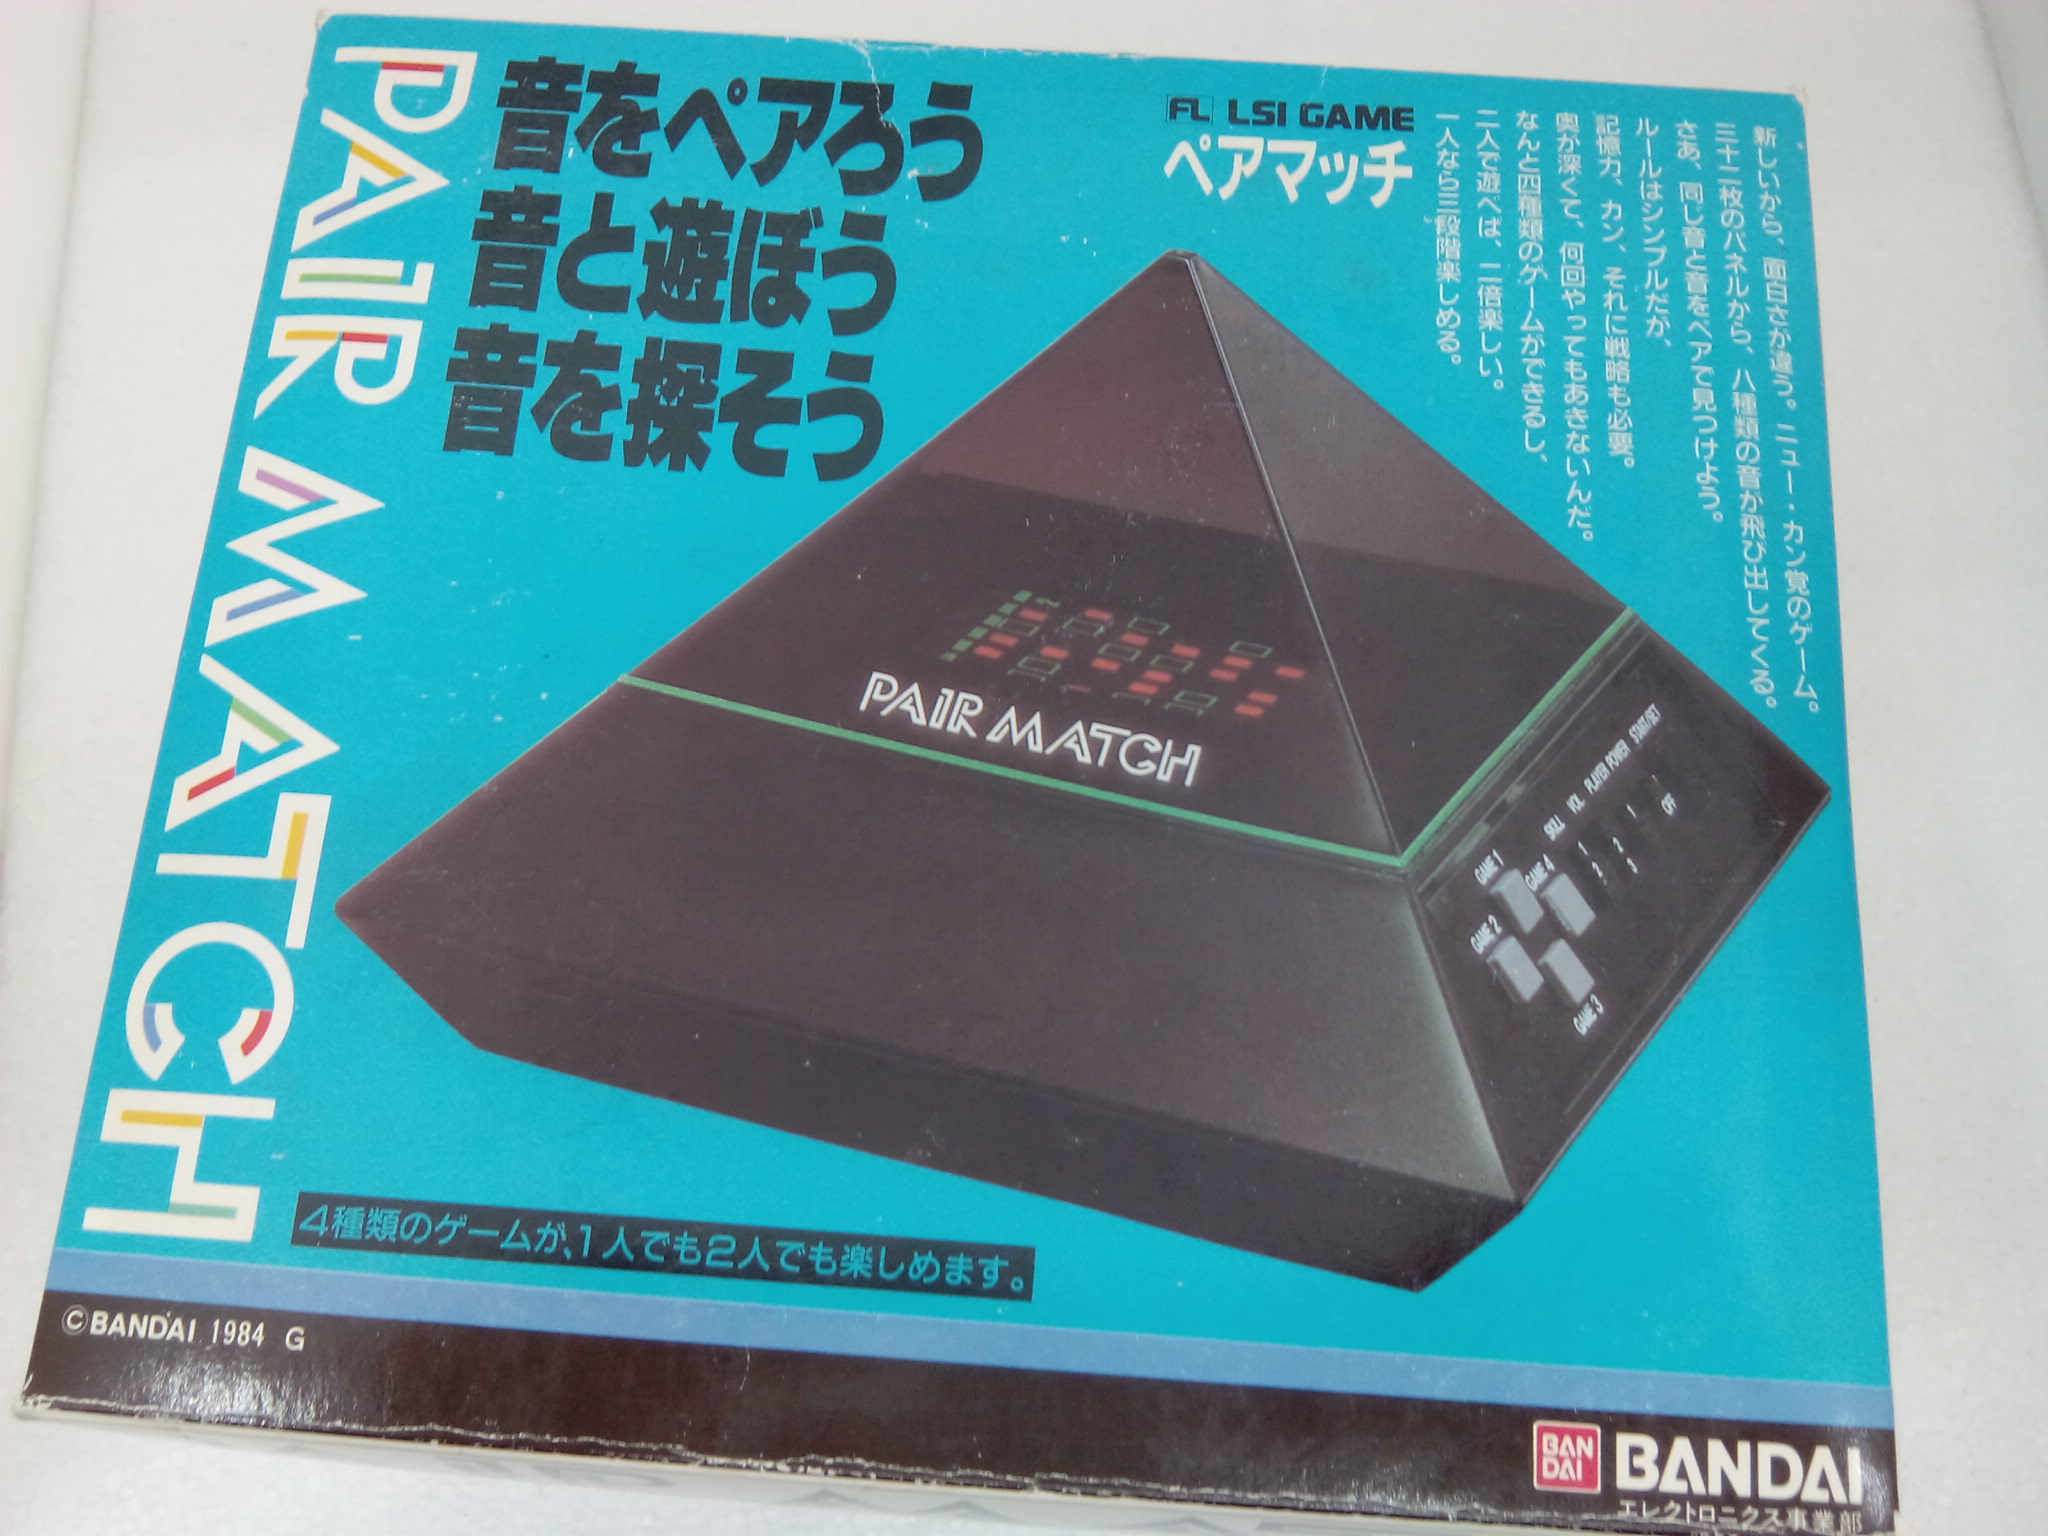 PAIR MATCH
音をペアろう
音と遊ぼう
音を探そう
FL LSI GAME
ペアマッチ
新しいから、面白さが違う。ニュー・カン覚のゲーム。
三十二枚のパネルから、八種類の音が飛び出してくる。
さあ、同じ音と音をペアで見つけよう。
ルールはシンプルだが、
記憶力、カン、それに戦略も必要。
奥が深くて、何回やってもあきないんだ。
なんと四種類のゲームができるし、
二人で遊べば、二倍楽しい。
一人なら三段階楽しめる。
PAIR MATCH
SKILL VOL PLAYER POWER START/SET
1 1 1
2 2 OFF
3
GAME 1
GAME 4
GAME 2
GAME 3
4種類のゲームが、1人でも2人でも楽しめます。
©BANDAI 1984 G
BAN
DAI
BANDAI
エレクトロニクス事業部